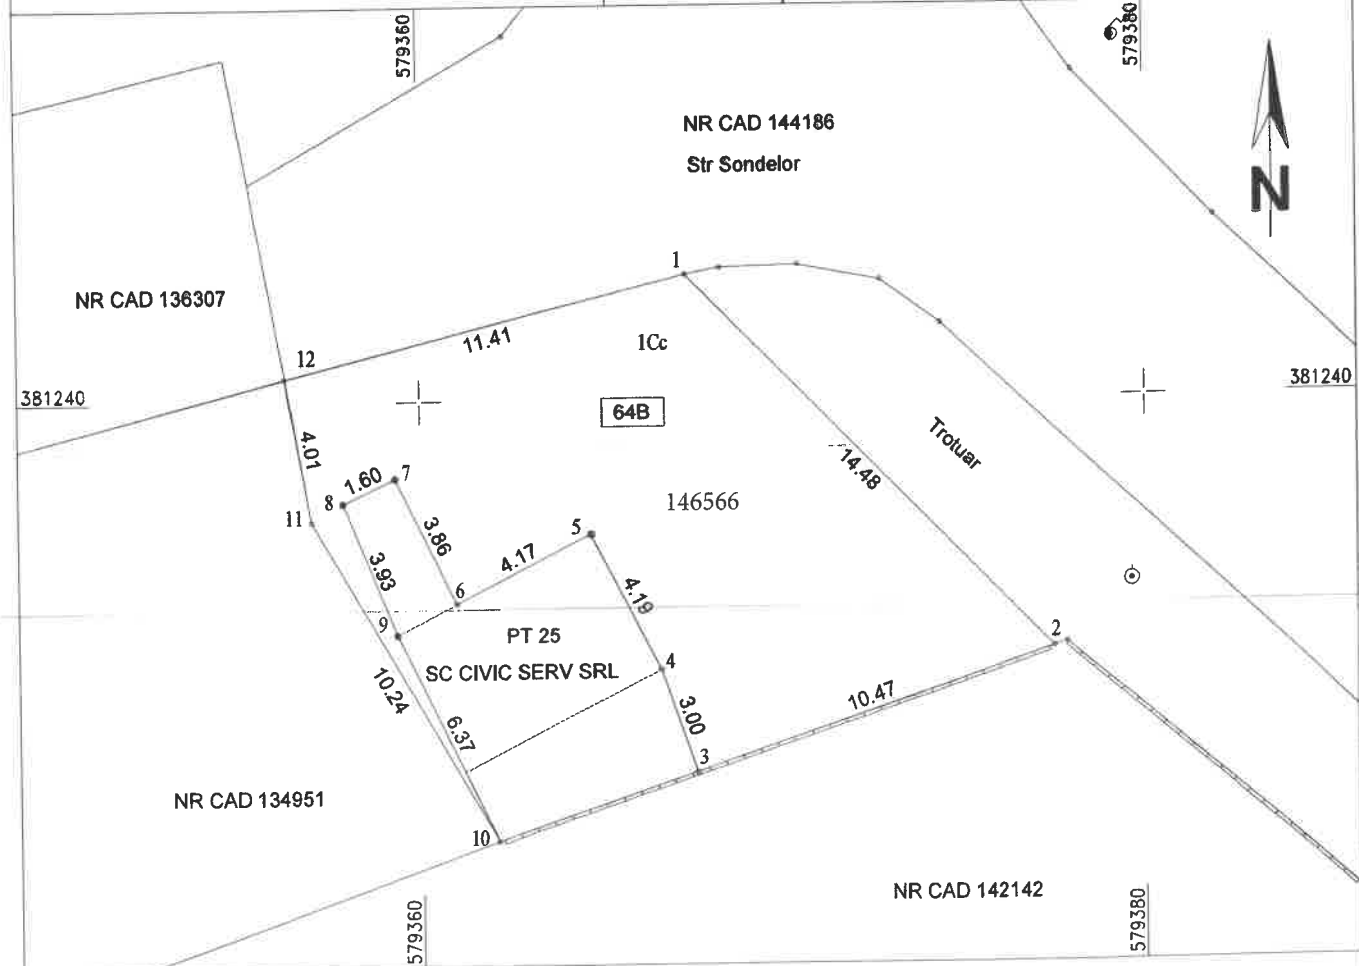 579360
579380
NR CAD 144186
Str Sondelor
N
1
NR CAD 136307
11.41
1Cc
12
381240
381240
64B
Trotuar
4.01
14.48
1.60
7
8
146566
11
5
3.86
4.17
3.93
6
4.19
9
PT 25
2
SC CIVIC SERV SRL
4
10.24
10.47
6.37
3.00
3
NR CAD 134951
10
NR CAD 142142
579360
579380